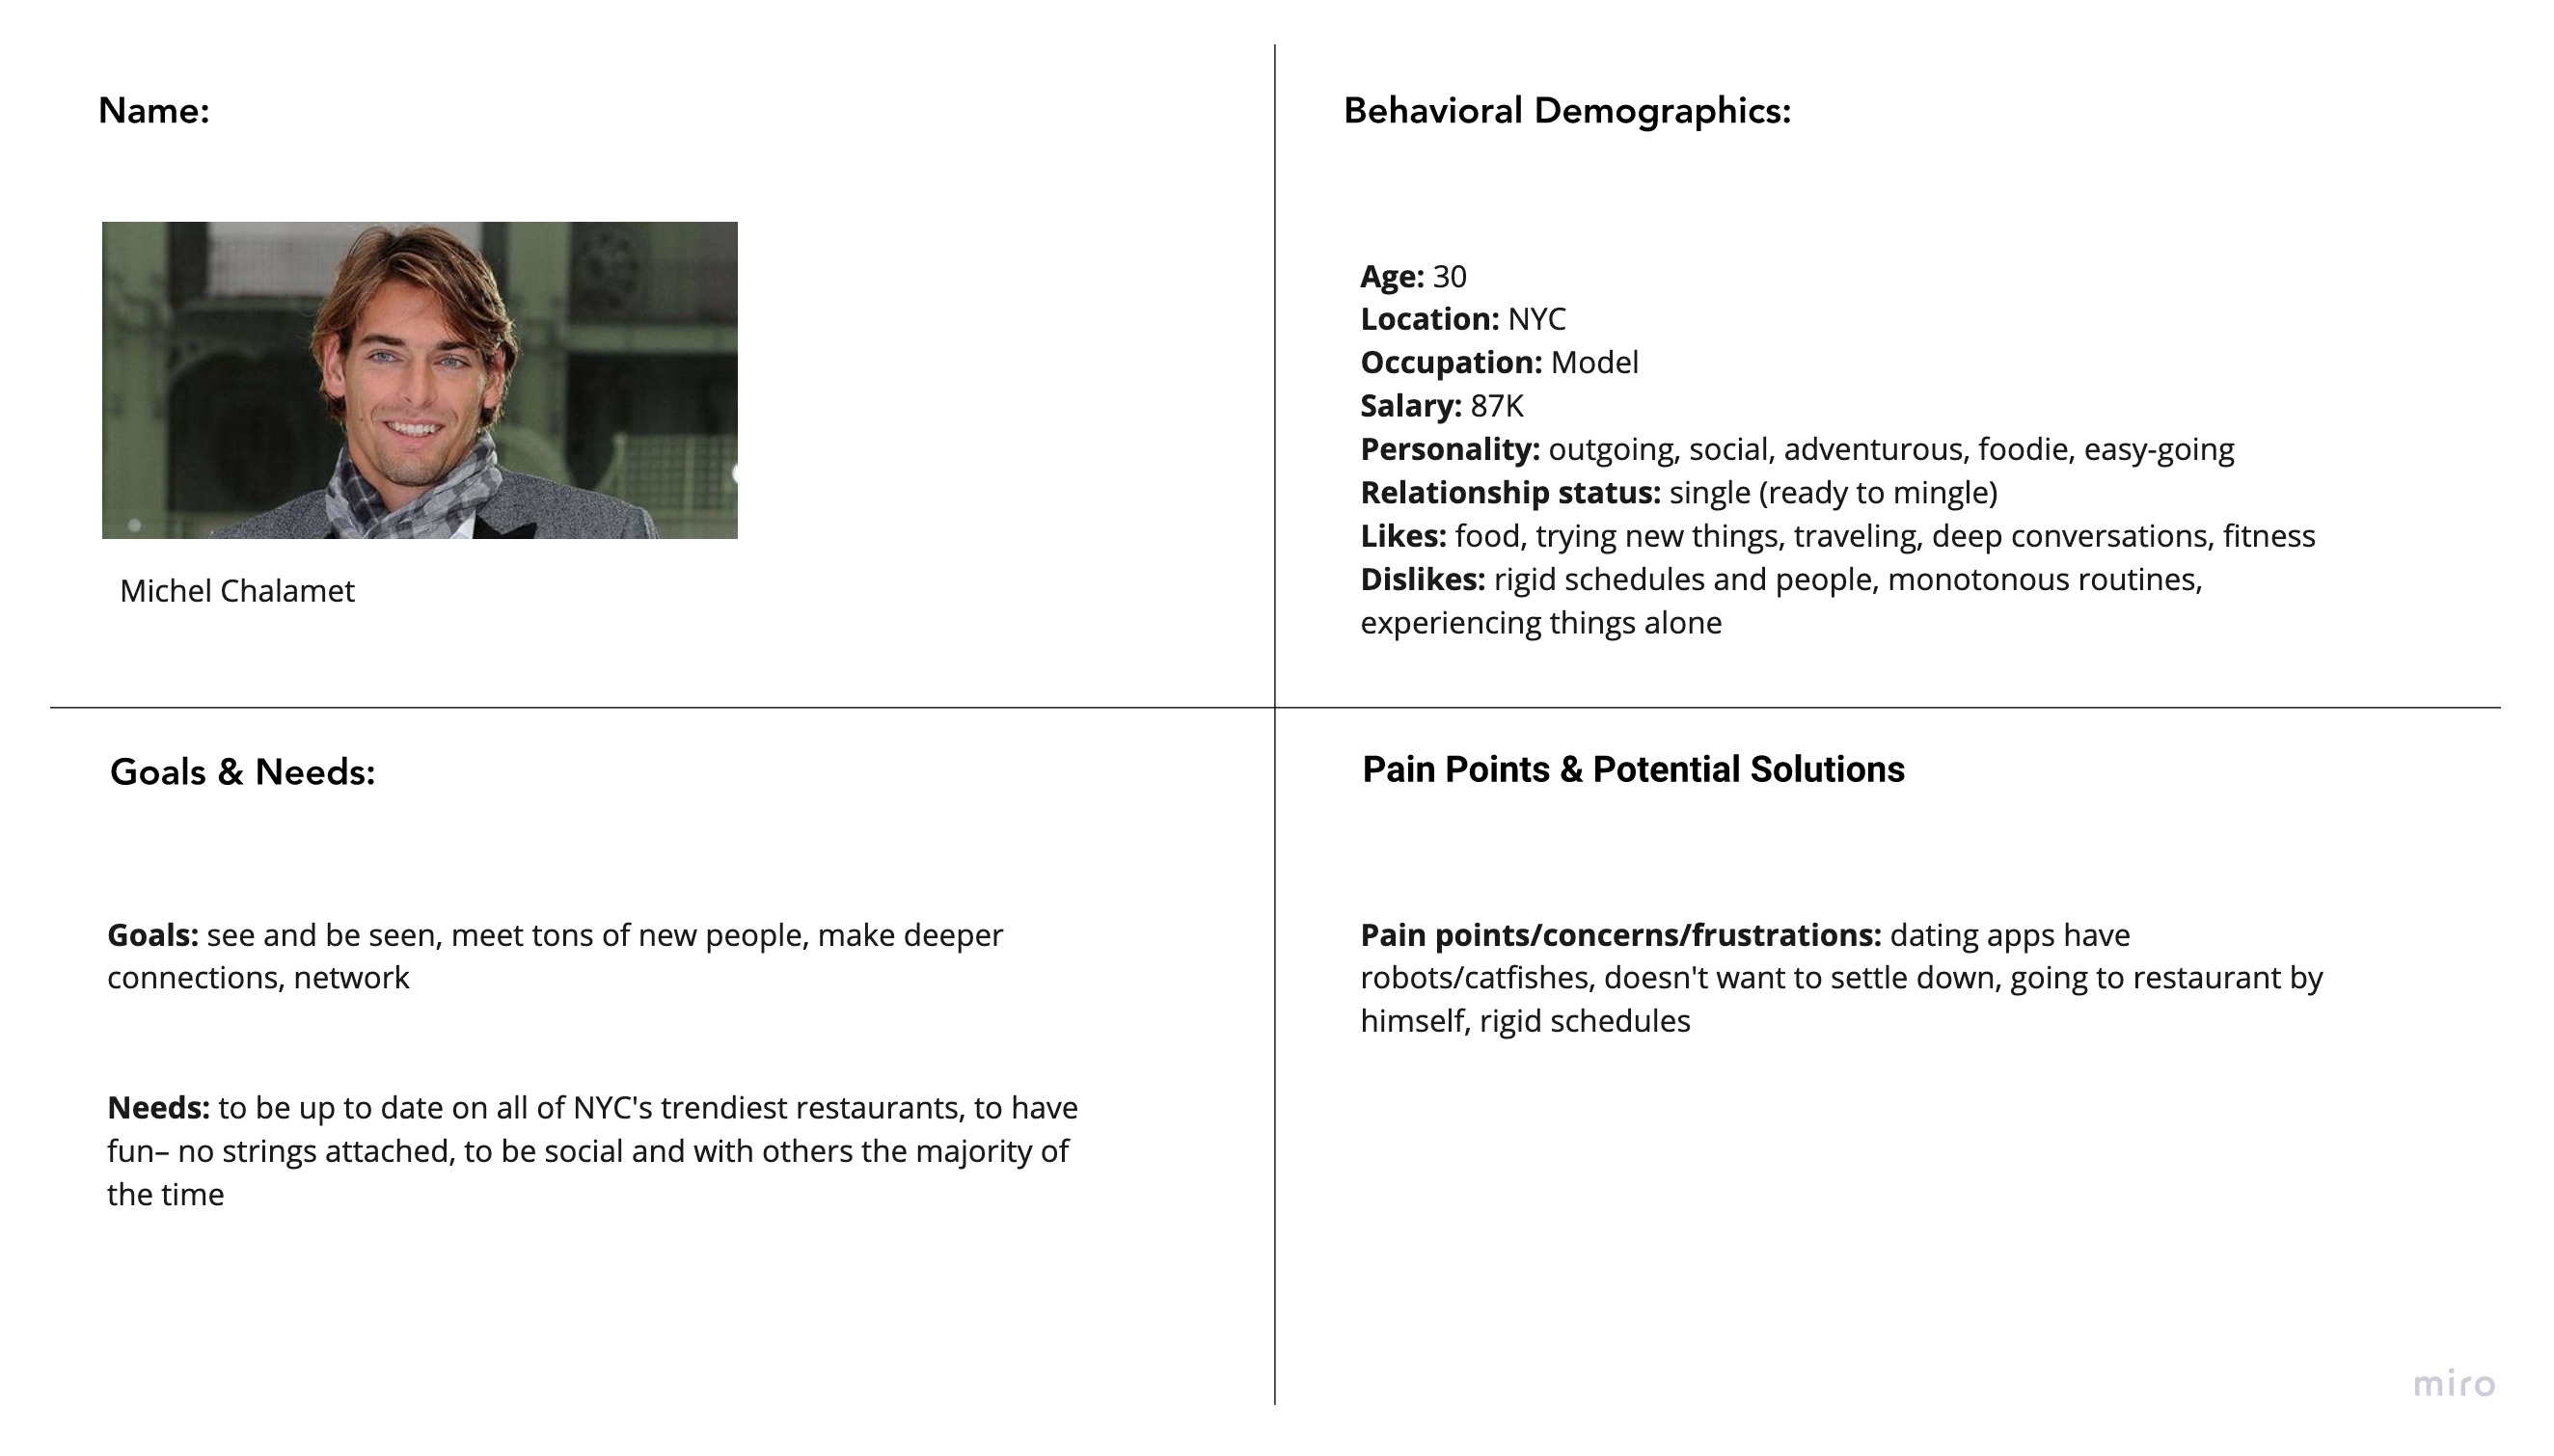 Name:
Michel Chalamet
Behavioral Demographics:
Age: 30
Location: NYC
Occupation: Model
Salary: 87K
Personality: outgoing, social, adventurous, foodie, easy-going
Relationship status: single (ready to mingle)
Likes: food, trying new things, traveling, deep conversations, fitness
Dislikes: rigid schedules and people, monotonous routines,
experiencing things alone
Goals & Needs:
Goals: see and be seen, meet tons of new people, make deeper
connections, network
Needs: to be up to date on all of NYC's trendiest restaurants, to have
fun– no strings attached, to be social and with others the majority of
the time
Pain Points & Potential Solutions
Pain points/concerns/frustrations: dating apps have
robots/catfishes, doesn't want to settle down, going to restaurant by
himself, rigid schedules
miro